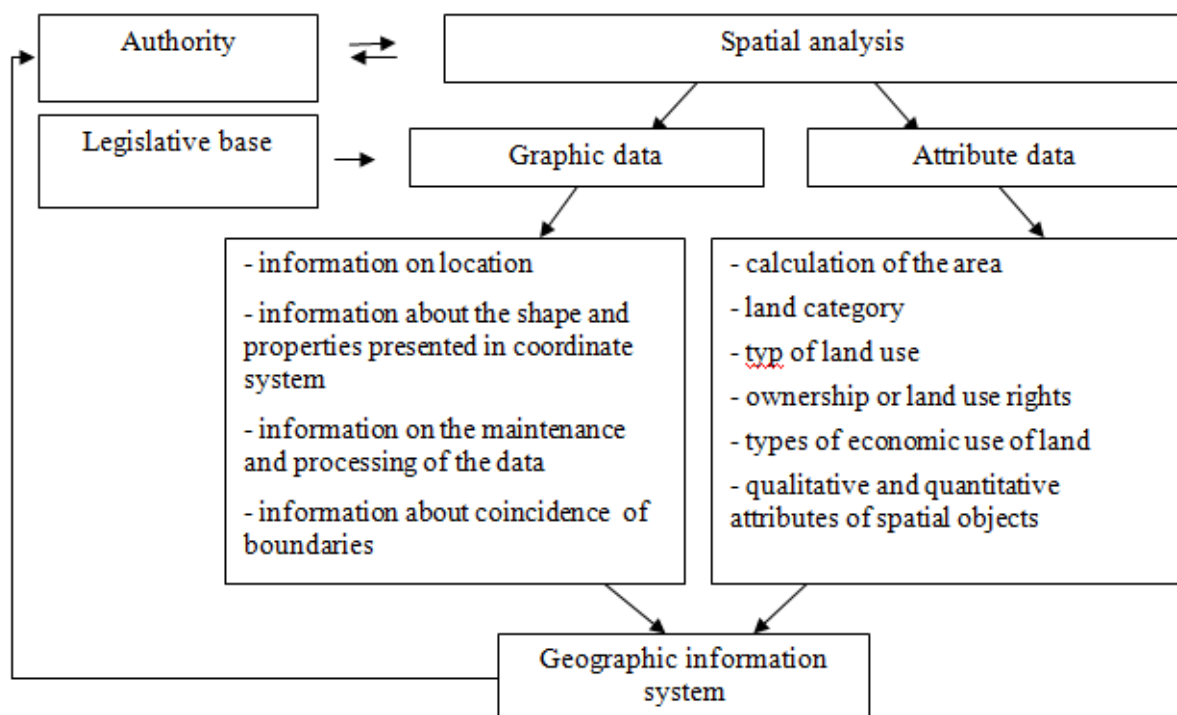 Authority
Spatial analysis
Legislative base
Graphic data
Attribute data
- information on location
- information about the shape and
properties presented in coordinate
system
- information on the maintenance
and processing of the data
- information about coincidence of
boundaries
- calculation of the area
- land category
- typ of land use
- ownership or land use rights
- types of economic use of land
- qualitative and quantitative
attributes of spatial objects
Geographic information
system